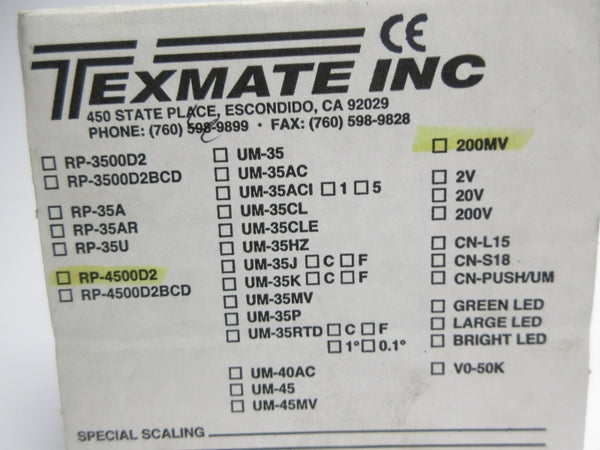 CE
TEXMATE INC
450 STATE PLACE, ESCONDIDO, CA 92029
PHONE: (760) 598-9899 · FAX: (760) 598-9828
☐ RP-3500D2
☐ RP-3500D2BCD
☐ RP-35A
☐ RP-35AR
☐ RP-35U
☐ RP-4500D2
☐ RP-4500D2BCD
☐ UM-35
☐ UM-35AC
☐ UM-35ACI ☐ 1 ☐ 5
☐ UM-35CL
☐ UM-35CLE
☐ UM-35HZ
☐ UM-35J ☐ C ☐ F
☐ UM-35K ☐ C ☐ F
☐ UM-35MV
☐ UM-35P
☐ UM-35RTD ☐ C ☐ F
☐ 1° ☐ 0.1°
☐ UM-40AC
☐ UM-45
☐ UM-45MV
☐ 200MV
☐ 2V
☐ 20V
☐ 200V
☐ CN-L15
☐ CN-S18
☐ CN-PUSH/UM
☐ GREEN LED
☐ LARGE LED
☐ BRIGHT LED
☐ V0-50K
SPECIAL SCALING